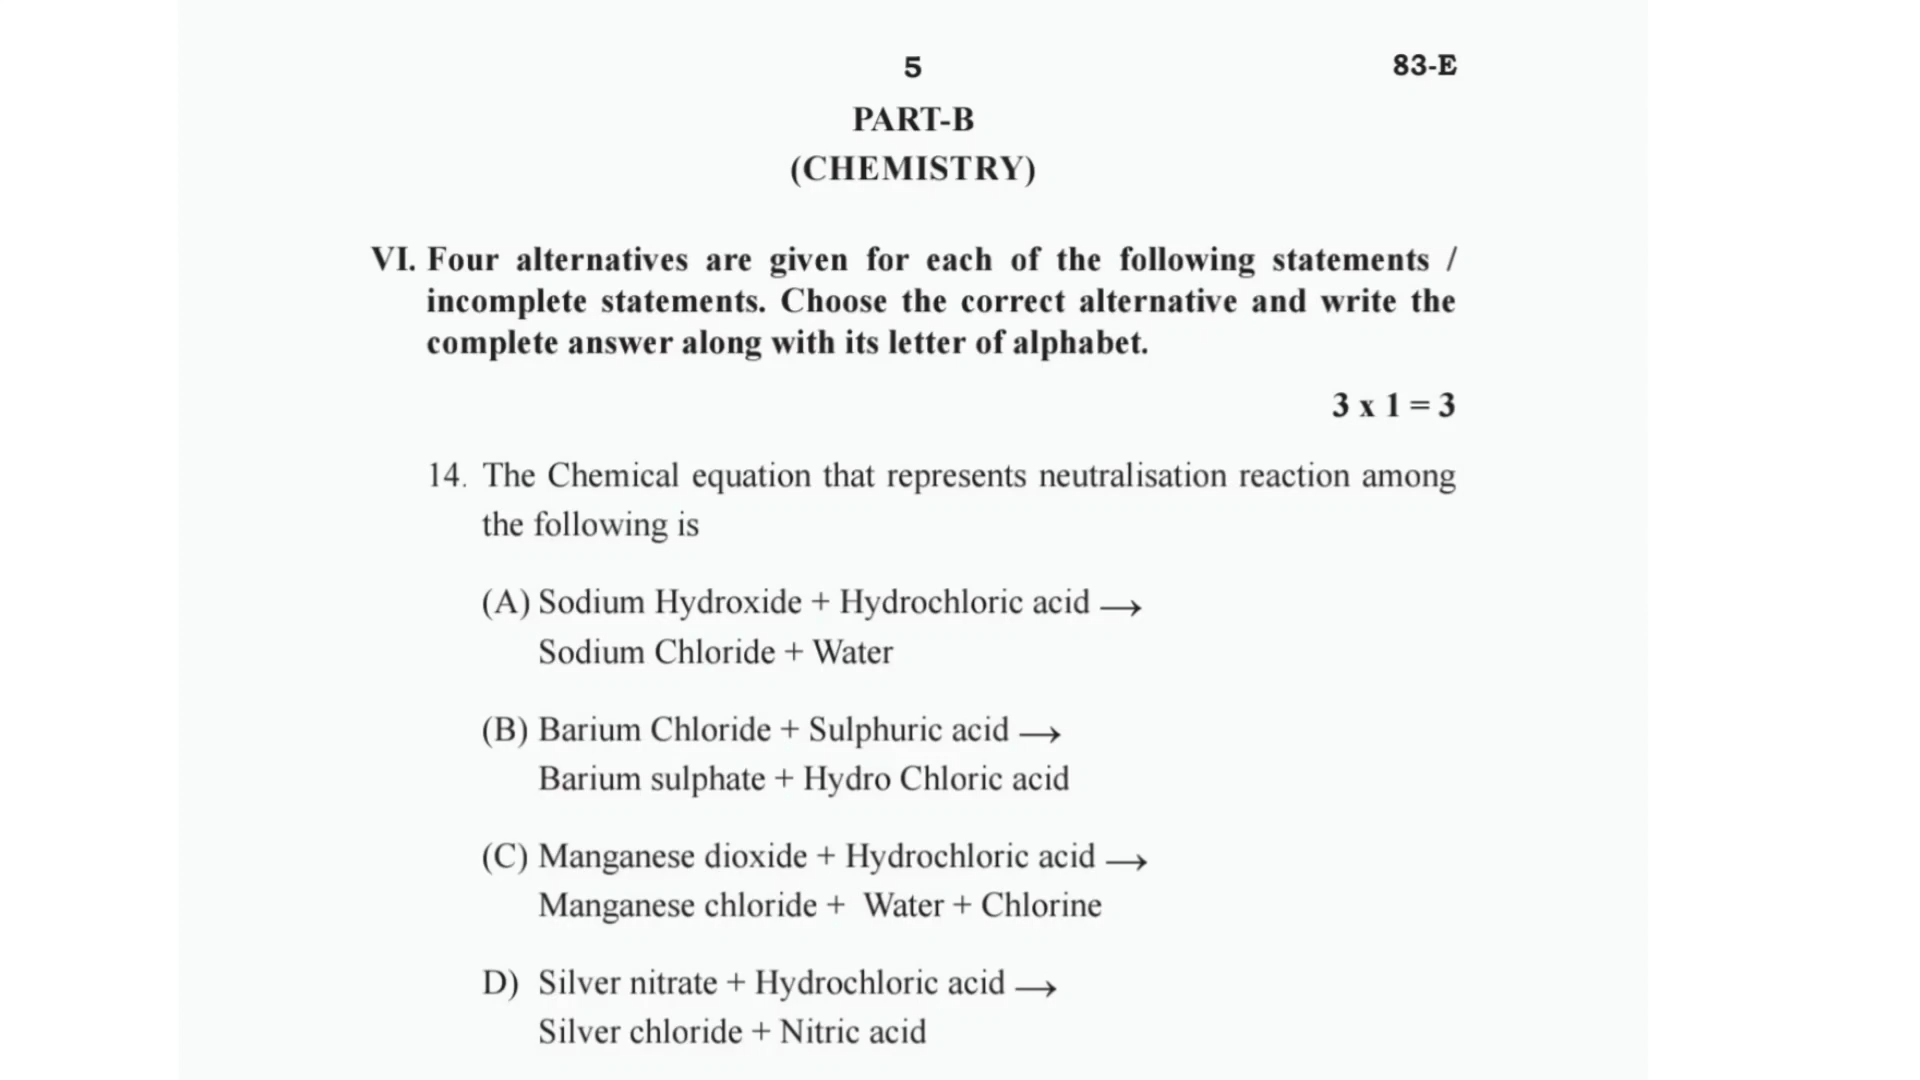 5
83-E
PART-B
(CHEMISTRY)
VI. Four alternatives are given for each of the following statements /
incomplete statements. Choose the correct alternative and write the
complete answer along with its letter of alphabet.
3 x 1 = 3
14. The Chemical equation that represents neutralisation reaction among
the following is
(A) Sodium Hydroxide + Hydrochloric acid ⟶
Sodium Chloride + Water
(B) Barium Chloride + Sulphuric acid ⟶
Barium sulphate + Hydro Chloric acid
(C) Manganese dioxide + Hydrochloric acid ⟶
Manganese chloride + Water + Chlorine
D) Silver nitrate + Hydrochloric acid ⟶
Silver chloride + Nitric acid